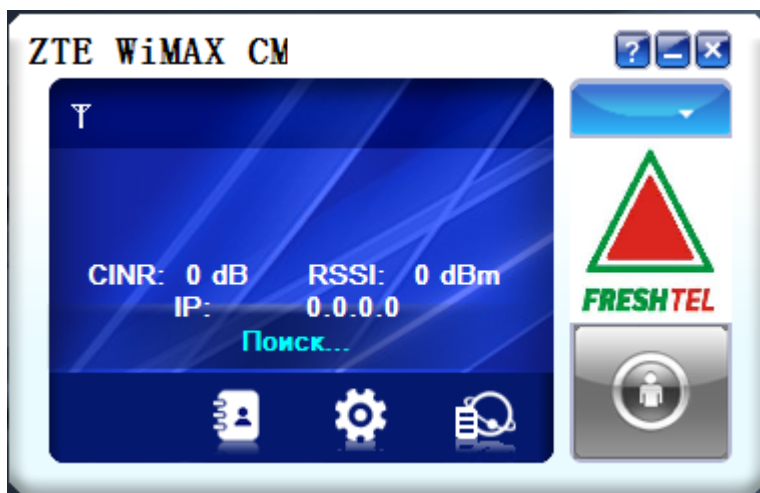 ZTE WiMAX CM
?
CINR: 0 dB RSSI: 0 dBm
IP: 0.0.0.0
Поиск...
FRESHTEL